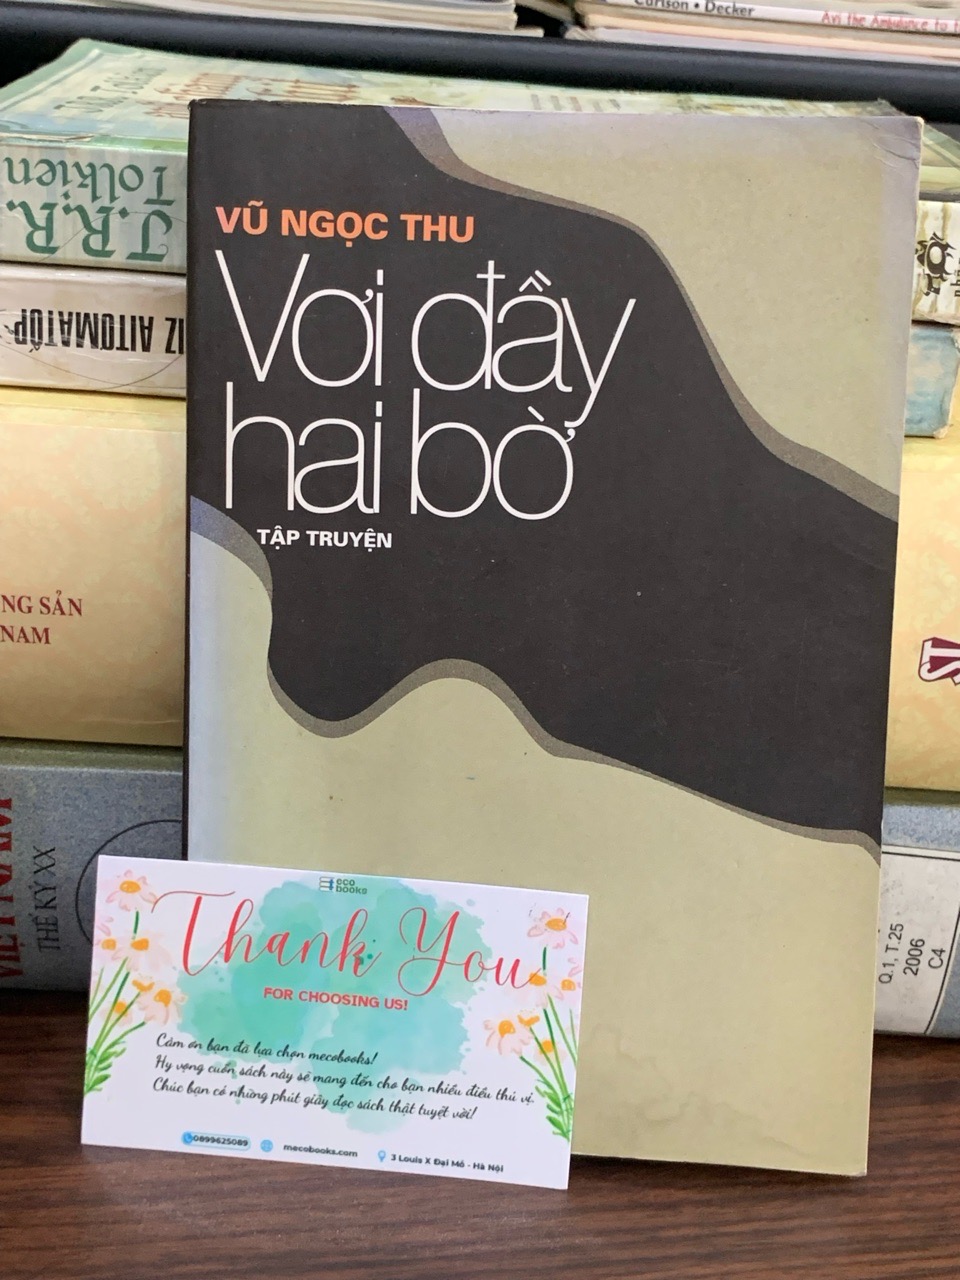 Carlson • Decker
J.R.R. Tolkien
J.R.R.
Tolkien
NG SẢN
NAM
THẾ KỶ XX
VŨ NGỌC THU
Vơi đầy
hai bờ
TẬP TRUYỆN
Q.1, T.25
2006
C4
eco
books
Thank You
FOR CHOOSING US!
Cảm ơn bạn đã lựa chọn mecobooks!
Hy vọng cuốn sách này sẽ mang đến cho bạn nhiều điều thú vị.
Chúc bạn có những phút giây đọc sách thật tuyệt vời!
0899625089
mecobooks.com
3 Louis X Đại Mỗ - Hà Nội